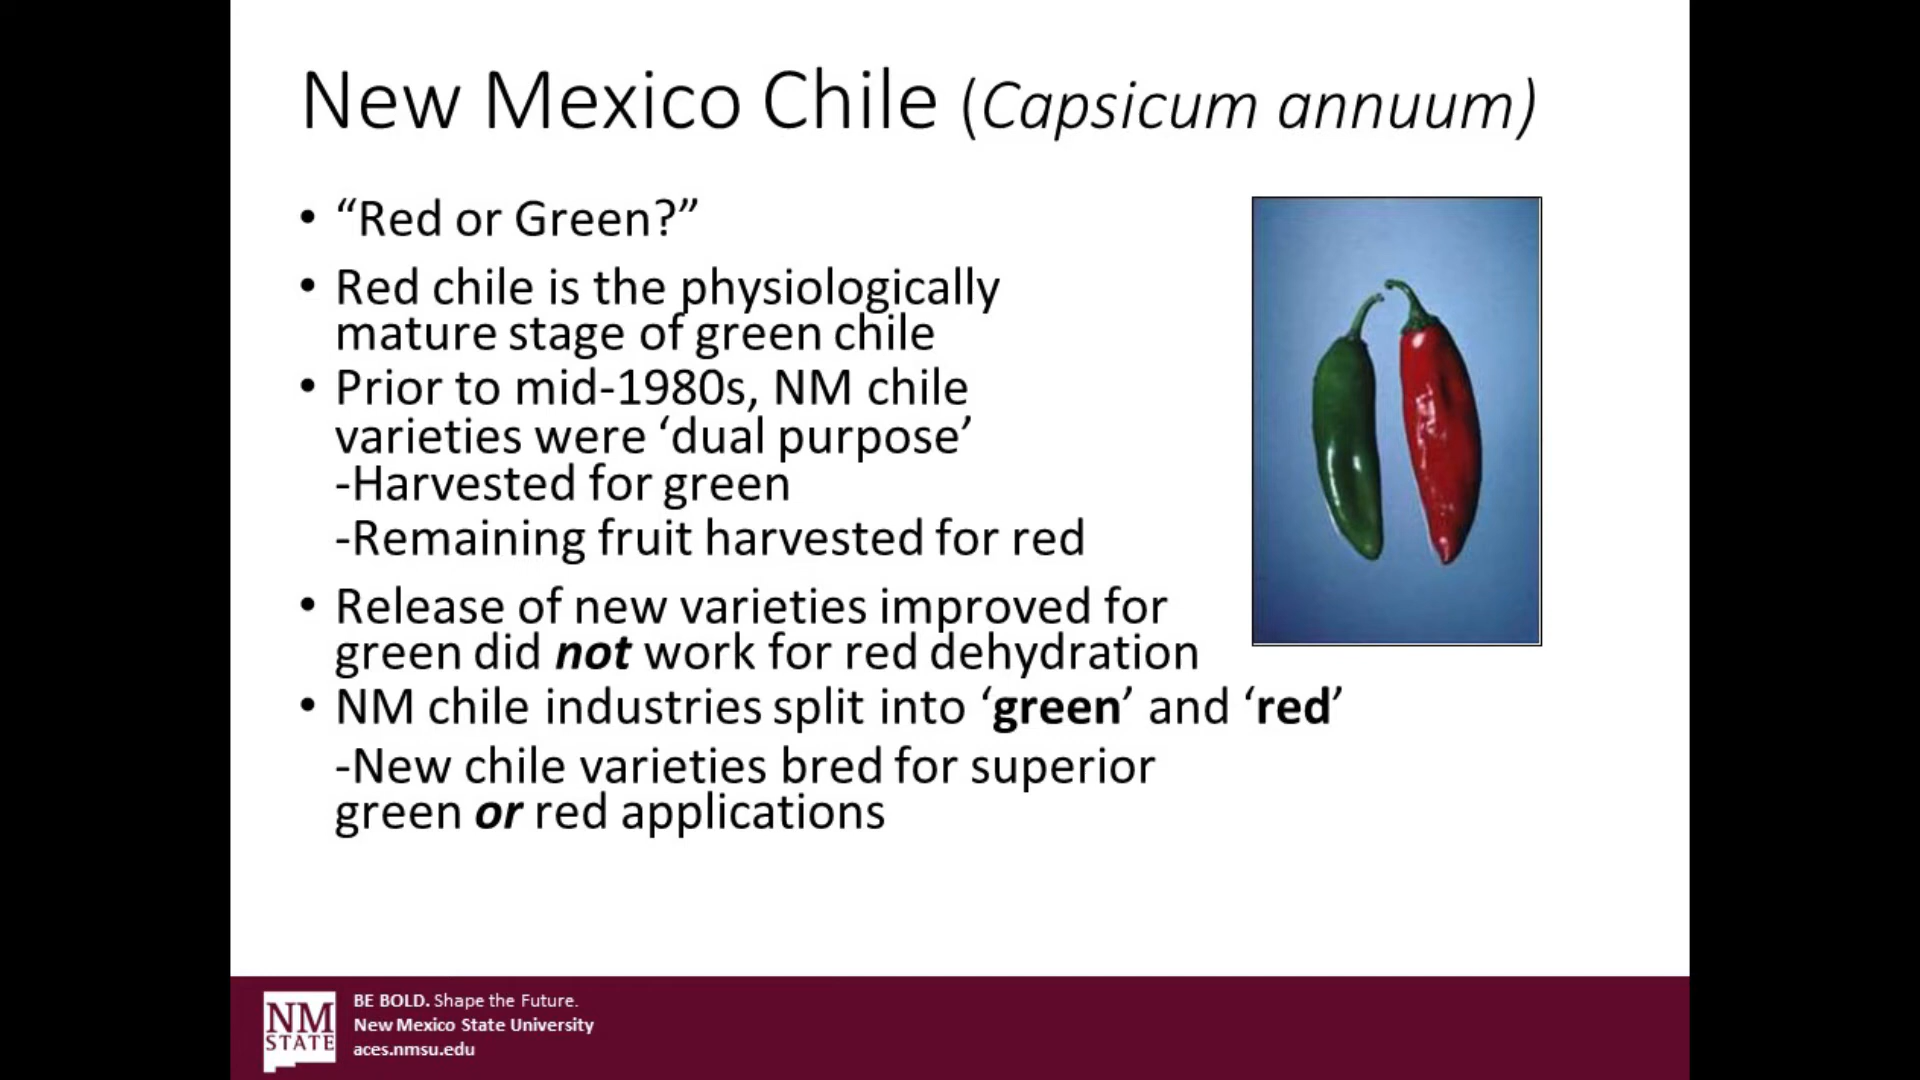 New Mexico Chile (Capsicum annuum)
• “Red or Green?”
• Red chile is the physiologically
mature stage of green chile
• Prior to mid-1980s, NM chile
varieties were ‘dual purpose’
-Harvested for green
-Remaining fruit harvested for red
• Release of new varieties improved for
green did not work for red dehydration
• NM chile industries split into ‘green’ and ‘red’
-New chile varieties bred for superior
green or red applications
NM
STATE
BE BOLD. Shape the Future.
New Mexico State University
aces.nmsu.edu